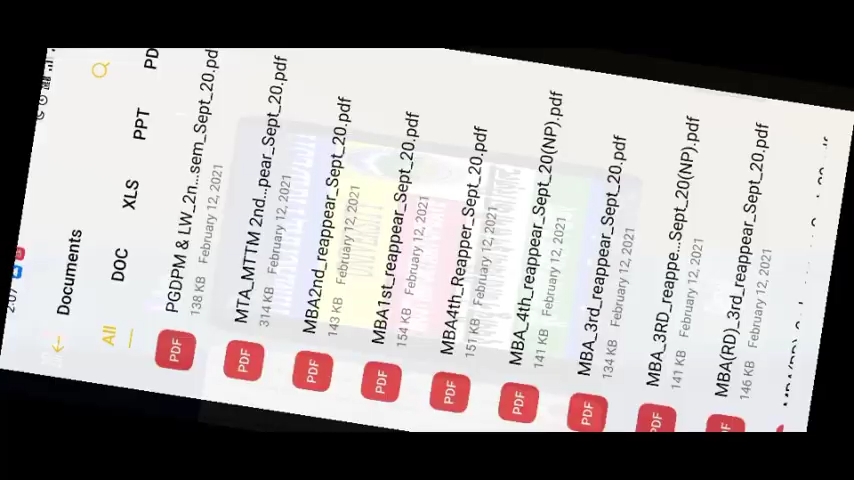 2:07
Documents
All DOC XLS PPT PD
PGDPM & LW_2n...sem_Sept_20.pd
138 KB February 12, 2021
MTA_MTTM 2nd...pear_Sept_20.pdf
314 KB February 12, 2021
MBA2nd_reappear_Sept_20.pdf
143 KB February 12, 2021
MBA1st_reappear_Sept_20.pdf
154 KB February 12, 2021
MBA4th_Reapper_Sept_20.pdf
151 KB February 12, 2021
MBA_4th_reappear_Sept_20(NP).pdf
141 KB February 12, 2021
MBA_3rd_reappear_Sept_20.pdf
134 KB February 12, 2021
MBA_3RD_reappe...Sept_20(NP).pdf
141 KB February 12, 2021
MBA(RD)_3rd_reappear_Sept_20.pdf
146 KB February 12, 2021
PDF
PDF
PDF
PDF
PDF
PDF
PDF
PDF
PDF